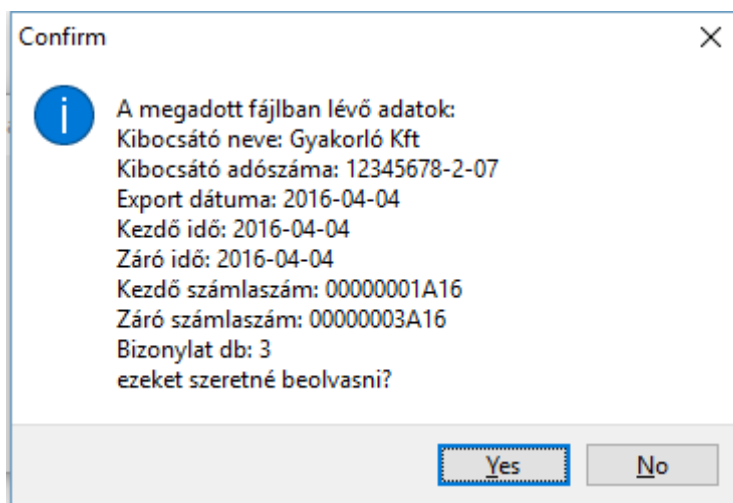 Confirm
A megadott fájlban lévő adatok:
Kibocsátó neve: Gyakorló Kft
Kibocsátó adószáma: 12345678-2-07
Export dátuma: 2016-04-04
Kezdő idő: 2016-04-04
Záró idő: 2016-04-04
Kezdő számlaszám: 00000001A16
Záró számlaszám: 00000003A16
Bizonylat db: 3
ezeket szeretné beolvasni?
Yes
No